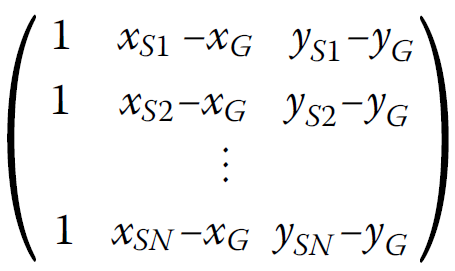 1 x_{S1} – x_G y_{S1} – y_G
1 x_{S2} – x_G y_{S2} – y_G
⋮
1 x_{SN} – x_G y_{SN} – y_G